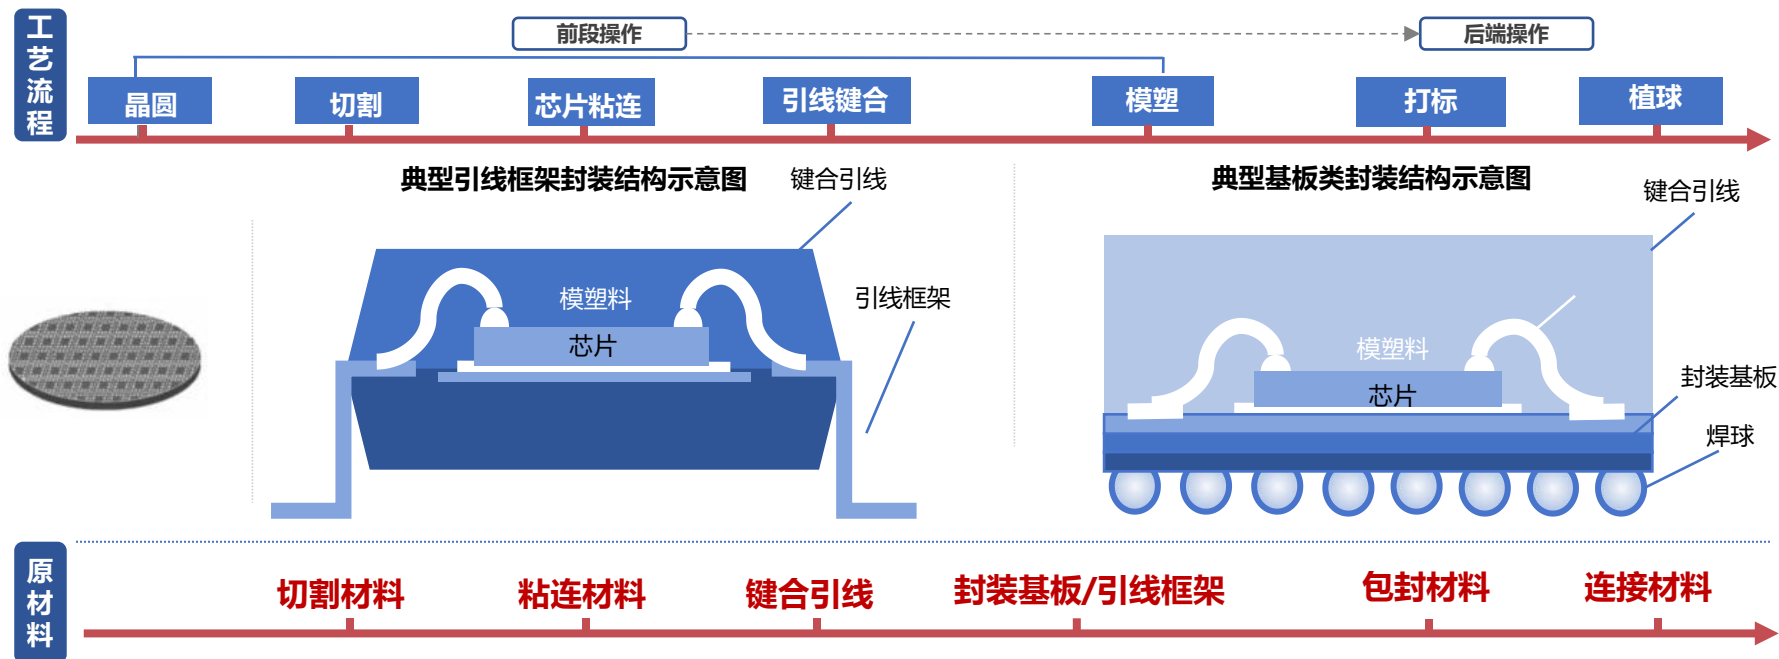 工艺流程
前段操作
后端操作
晶圆
切割
芯片粘连
引线键合
模塑
打标
植球
典型引线框架封装结构示意图
键合引线
模塑料
引线框架
芯片
典型基板类封装结构示意图
键合引线
模塑料
芯片
封装基板
焊球
原材料
切割材料
粘连材料
键合引线
封装基板/引线框架
包封材料
连接材料